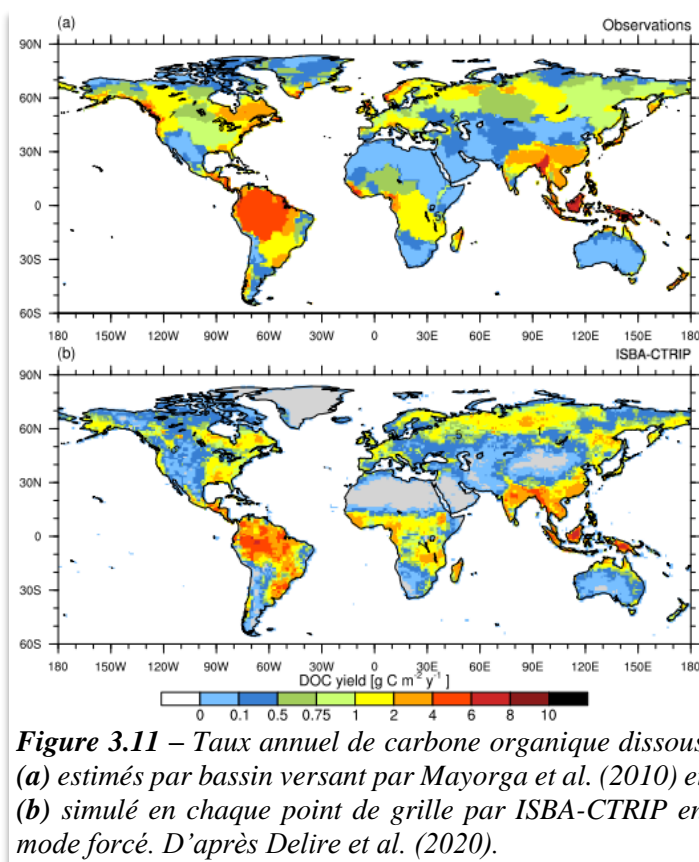 (a) Observations
90N
60N
30N
0
30S
60S
180 150W 120W 90W 60W 30W 0 30E 60E 90E 120E 150E 180
(b) ISBA-CTRIP
90N
60N
30N
0
30S
60S
180 150W 120W 90W 60W 30W 0 30E 60E 90E 120E 150E 180
DOC yield [g C m⁻² y⁻¹ ]
0 0.1 0.5 0.75 1 2 4 6 8 10
Figure 3.11 – Taux annuel de carbone organique dissous
(a) estimés par bassin versant par Mayorga et al. (2010) e
(b) simulé en chaque point de grille par ISBA-CTRIP en
mode forcé. D’après Delire et al. (2020).